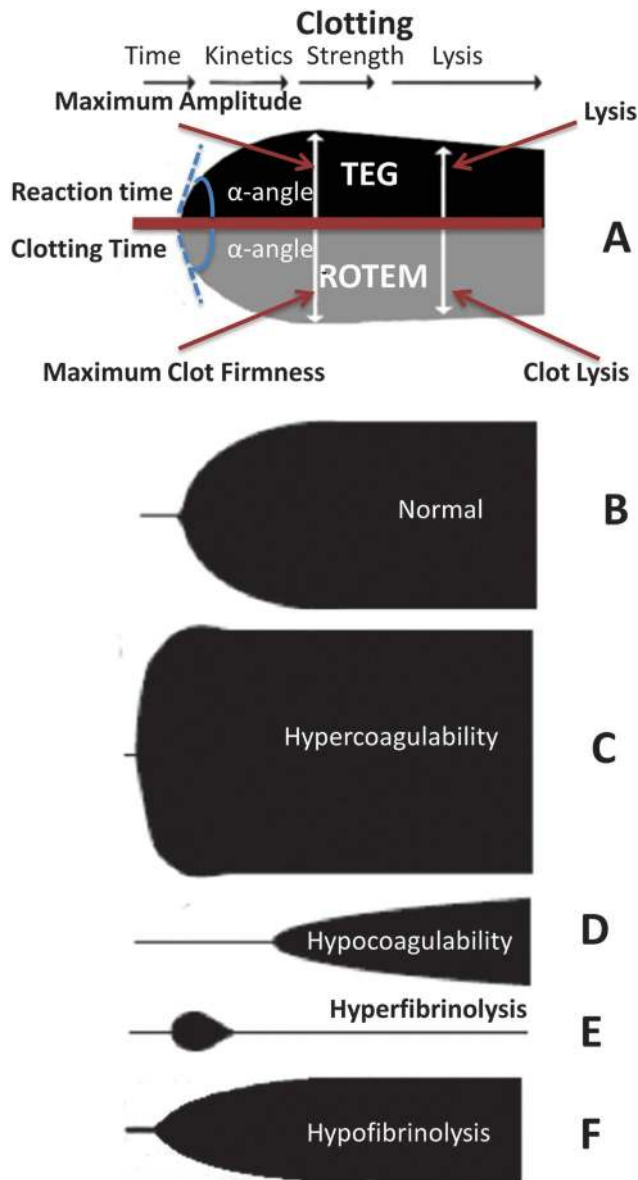 Clotting
Time Kinetics Strength Lysis
Maximum Amplitude
Lysis
TEG
Reaction time
α-angle
A
Clotting Time
α-angle
ROTEM
Maximum Clot Firmness
Clot Lysis
Normal
B
Hypercoagulability
C
Hypocoagulability
D
Hyperfibrinolysis
E
Hypofibrinolysis
F